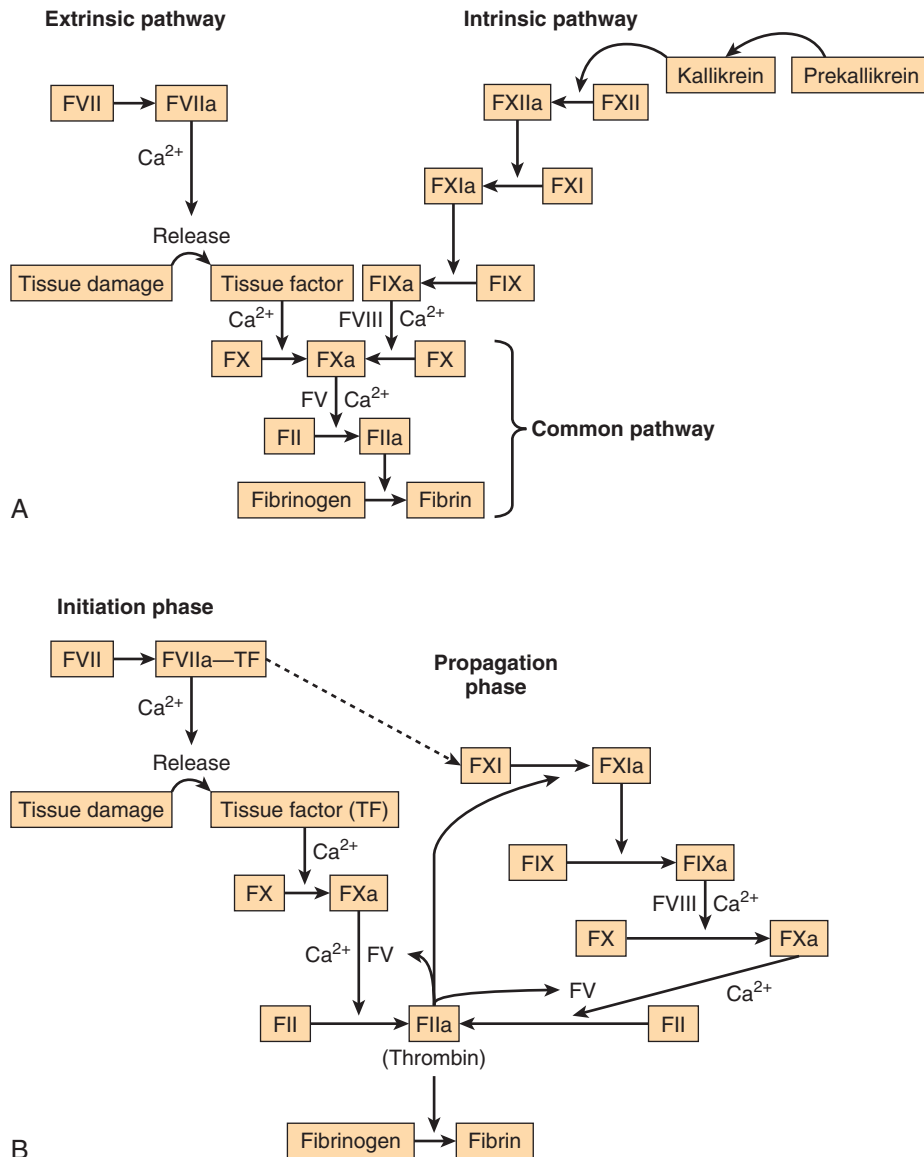 Extrinsic pathway
Intrinsic pathway
Kallikrein
Prekallikrein
FVII
FVIIa
FXIIa
FXII
Ca2+
FXIa
FXI
Release
Tissue damage
Tissue factor
FIXa
FIX
Ca2+
FVIII
Ca2+
FX
FXa
FX
FV
Ca2+
FII
FIIa
Common pathway
Fibrinogen
Fibrin
A
Initiation phase
FVII
FVIIa—TF
Propagation
phase
Ca2+
Release
FXI
FXIa
Tissue damage
Tissue factor (TF)
Ca2+
FIX
FIXa
FX
FXa
FVIII
Ca2+
FX
FXa
Ca2+
FV
FV
Ca2+
FII
FIIa
FII
(Thrombin)
Fibrinogen
Fibrin
B